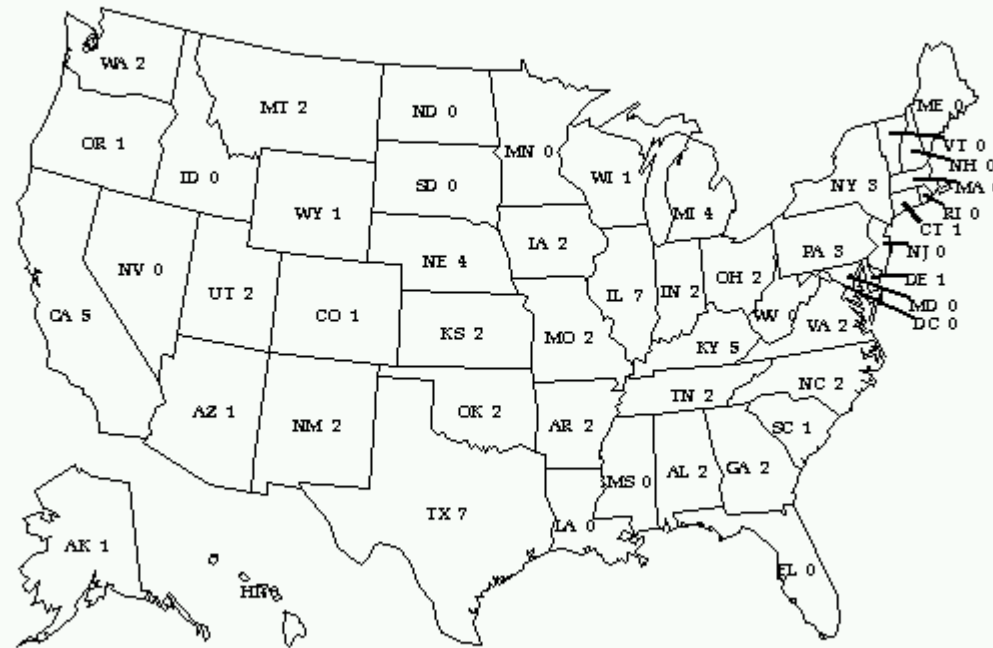 WA 2
MT 2
ND 0
ME 0
OR 1
MN 0
VT 0
NH 0
ID 0
SD 0
WI 1
NY 3
MA
WY 1
MI 4
RI 0
CT 1
IA 2
PA 3
NJ 0
NV 0
NE 4
OH 2
DE 1
UT 2
IL 7
IN 2
MD 0
CA 5
CO 1
WV 0
DC 0
KS 2
MO 2
VA 2
KY 5
NC 2
TN 2
AZ 1
OK 2
NM 2
AR 2
SC 1
MS 0
AL 2
GA 2
TX 7
LA 0
AK 1
FL 0